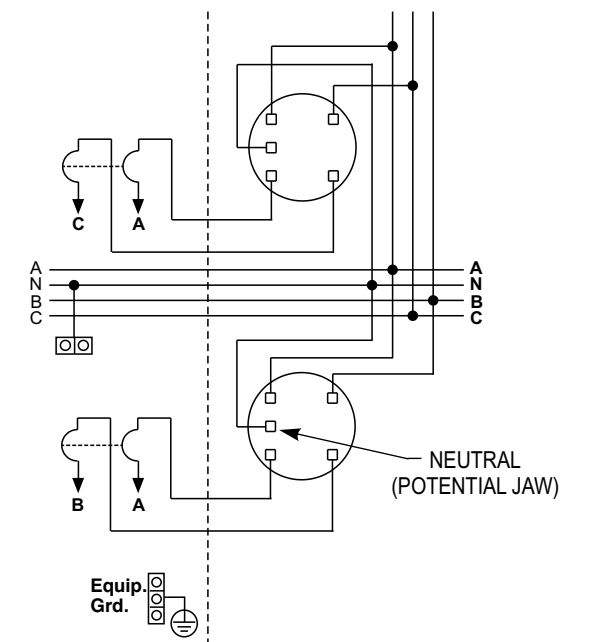 C A
A A
N N
B B
C C
NEUTRAL
(POTENTIAL JAW)
B A
Equip.
Grd.